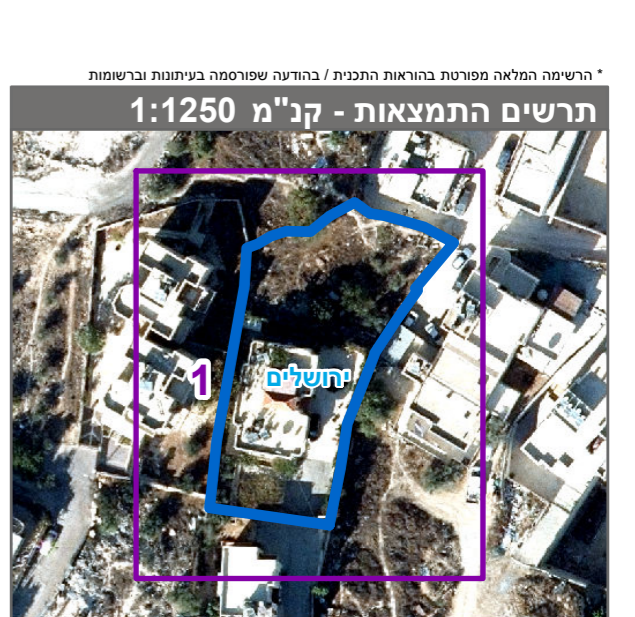 * הרשימה המלאה מפורטת בהוראות התכנית / בהודעה שפורסמה בעיתונות וברשומות
תרשים התמצאות - קנ"מ 1:1250
1
ירושלים